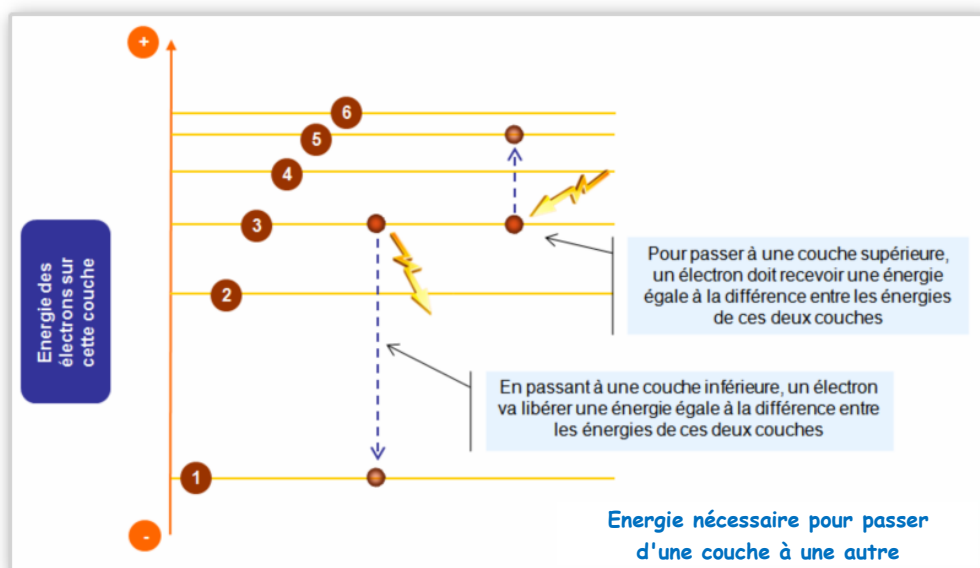 +
6
5
4
3
2
1
-
Energie des
électrons sur
cette couche
Pour passer à une couche supérieure,
un électron doit recevoir une énergie
égale à la différence entre les énergies
de ces deux couches
En passant à une couche inférieure, un électron
va libérer une énergie égale à la différence entre
les énergies de ces deux couches
Energie nécessaire pour passer
d'une couche à une autre